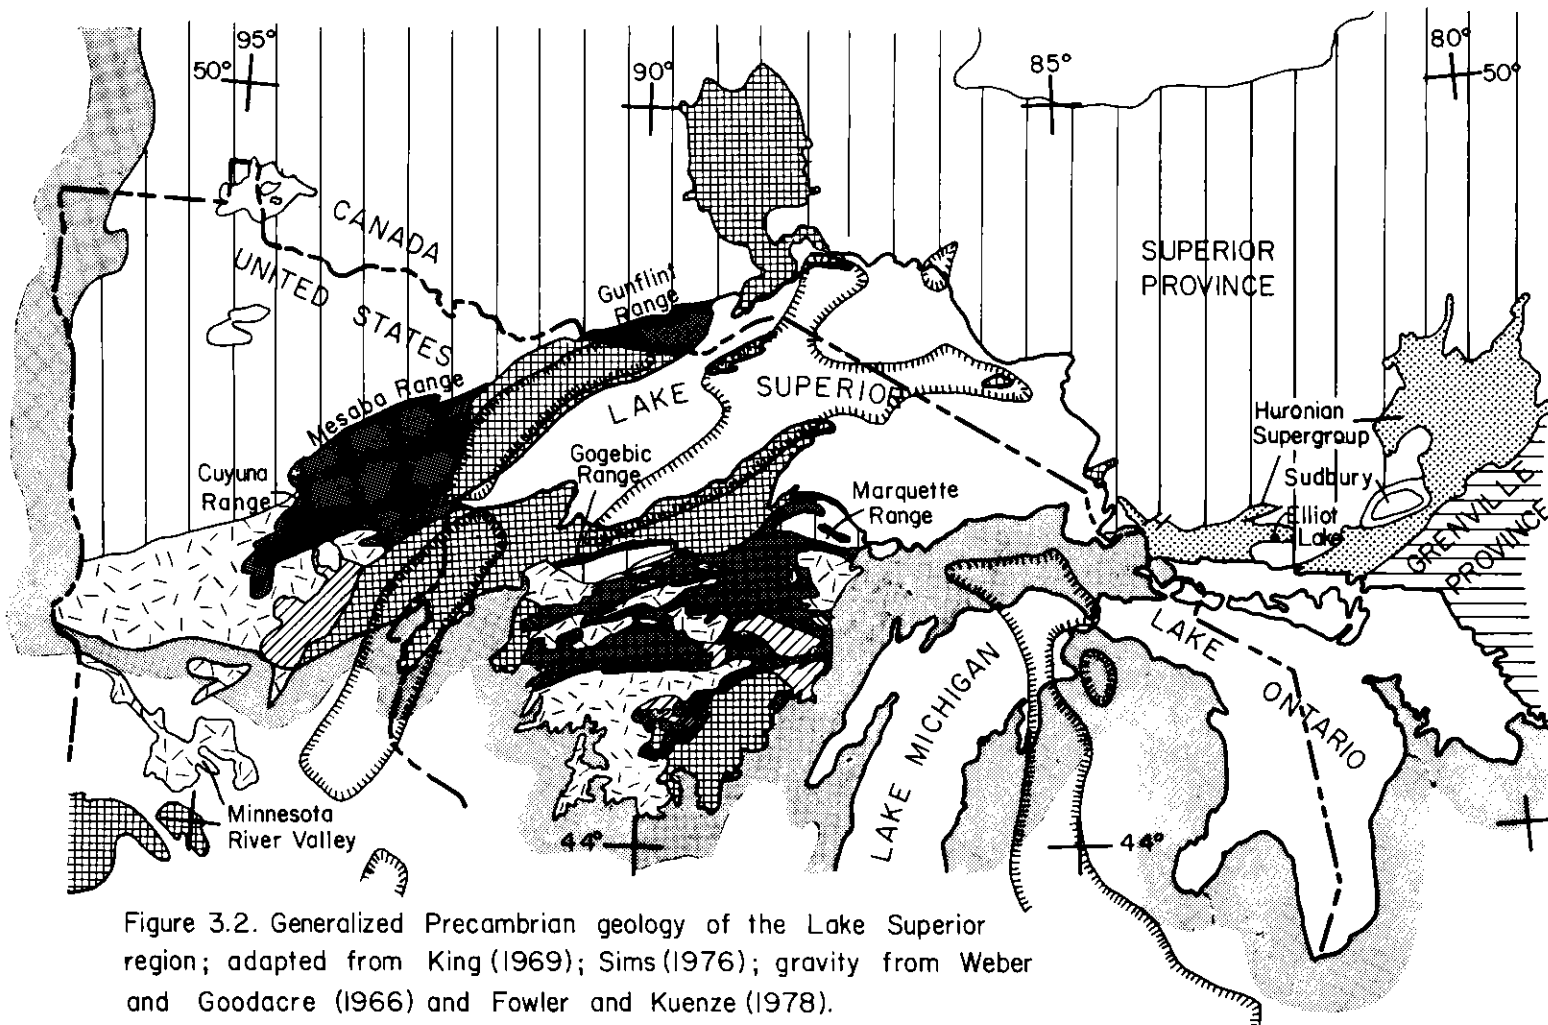 95°
50°
90°
85°
80°
50°
CANADA
UNITED STATES
SUPERIOR
PROVINCE
Gunflint
Range
Mesaba Range
LAKE SUPERIOR
Cuyuna
Range
Gogebic
Range
Marquette
Range
Huronian
Supergroup
Sudbury
Elliot
Lake
GRENVILLE
PROVINCE
LAKE MICHIGAN
LAKE ONTARIO
Minnesota
River Valley
44°
44°
Figure 3.2. Generalized Precambrian geology of the Lake Superior
region; adapted from King (1969); Sims (1976); gravity from Weber
and Goodacre (1966) and Fowler and Kuenze (1978).